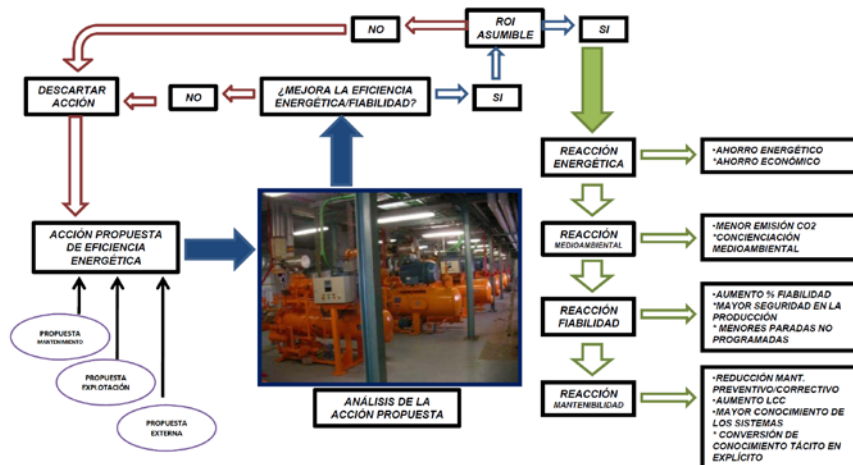 NO
ROI
ASUMIBLE
SI
DESCARTAR
ACCIÓN
NO
¿MEJORA LA EFICIENCIA
ENERGÉTICA/FIABILIDAD?
SI
REACCIÓN
ENERGÉTICA
•AHORRO ENERGÉTICO
*AHORRO ECONÓMICO
ACCIÓN PROPUESTA
DE EFICIENCIA
ENERGÉTICA
REACCIÓN
MEDIOAMBIENTAL
•MENOR EMISIÓN CO2
*CONCIENCIACIÓN
MEDIOAMBIENTAL
REACCIÓN
FIABILIDAD
•AUMENTO % FIABILIDAD
*MAYOR SEGURIDAD EN LA
PRODUCCIÓN
* MENORES PARADAS NO
PROGRAMADAS
PROPUESTA
MANTENIMIENTO
PROPUESTA
EXPLOTACIÓN
PROPUESTA
EXTERNA
ANÁLISIS DE LA
ACCIÓN PROPUESTA
REACCIÓN
MANTENIBILIDAD
•REDUCCIÓN MANT.
PREVENTIVO/CORRECTIVO
•AUMENTO LCC
•MAYOR CONOCIMIENTO DE
LOS SISTEMAS
* CONVERSIÓN DE
CONOCIMIENTO TÁCITO EN
EXPLÍCITO